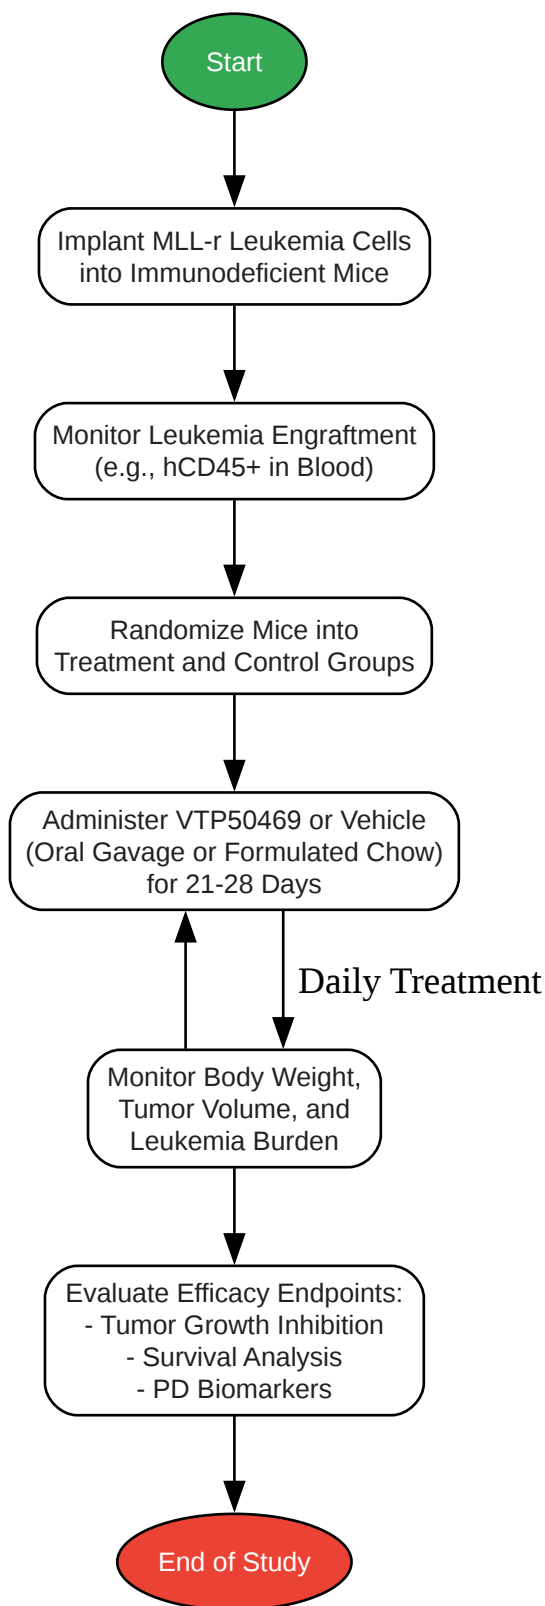 Start
Implant MLL-r Leukemia Cells
into Immunodeficient Mice
Monitor Leukemia Engraftment
(e.g., hCD45+ in Blood)
Randomize Mice into
Treatment and Control Groups
Administer VTP50469 or Vehicle
(Oral Gavage or Formulated Chow)
for 21-28 Days
Daily Treatment
Monitor Body Weight,
Tumor Volume, and
Leukemia Burden
Evaluate Efficacy Endpoints:
- Tumor Growth Inhibition
- Survival Analysis
- PD Biomarkers
End of Study